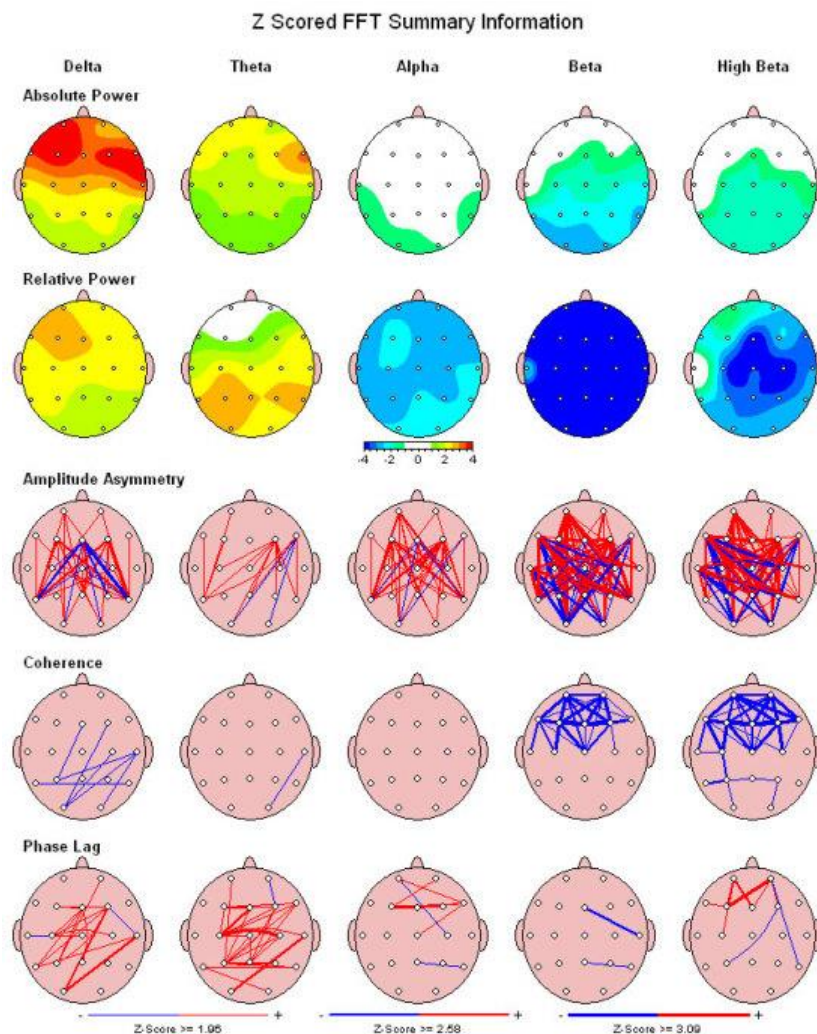 Z Scored FFT Summary Information
Delta Theta Alpha Beta High Beta
Absolute Power
Relative Power
-4 -2 0 2 4
Amplitude Asymmetry
Coherence
Phase Lag
- + - + - +
Z-Score >= 1.95 Z-Score >= 2.58 Z-Score >= 3.09